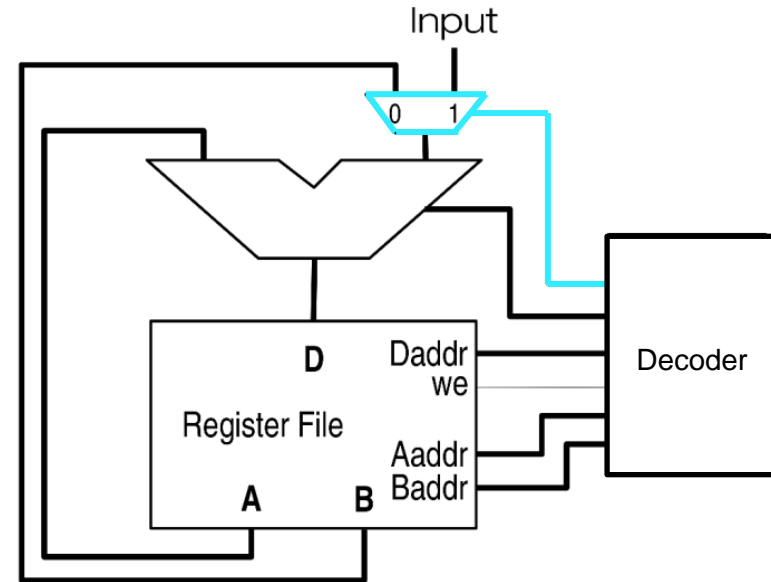 Input
0 1
D
Daddr
we
Decoder
Register File
Aaddr
Baddr
A
B